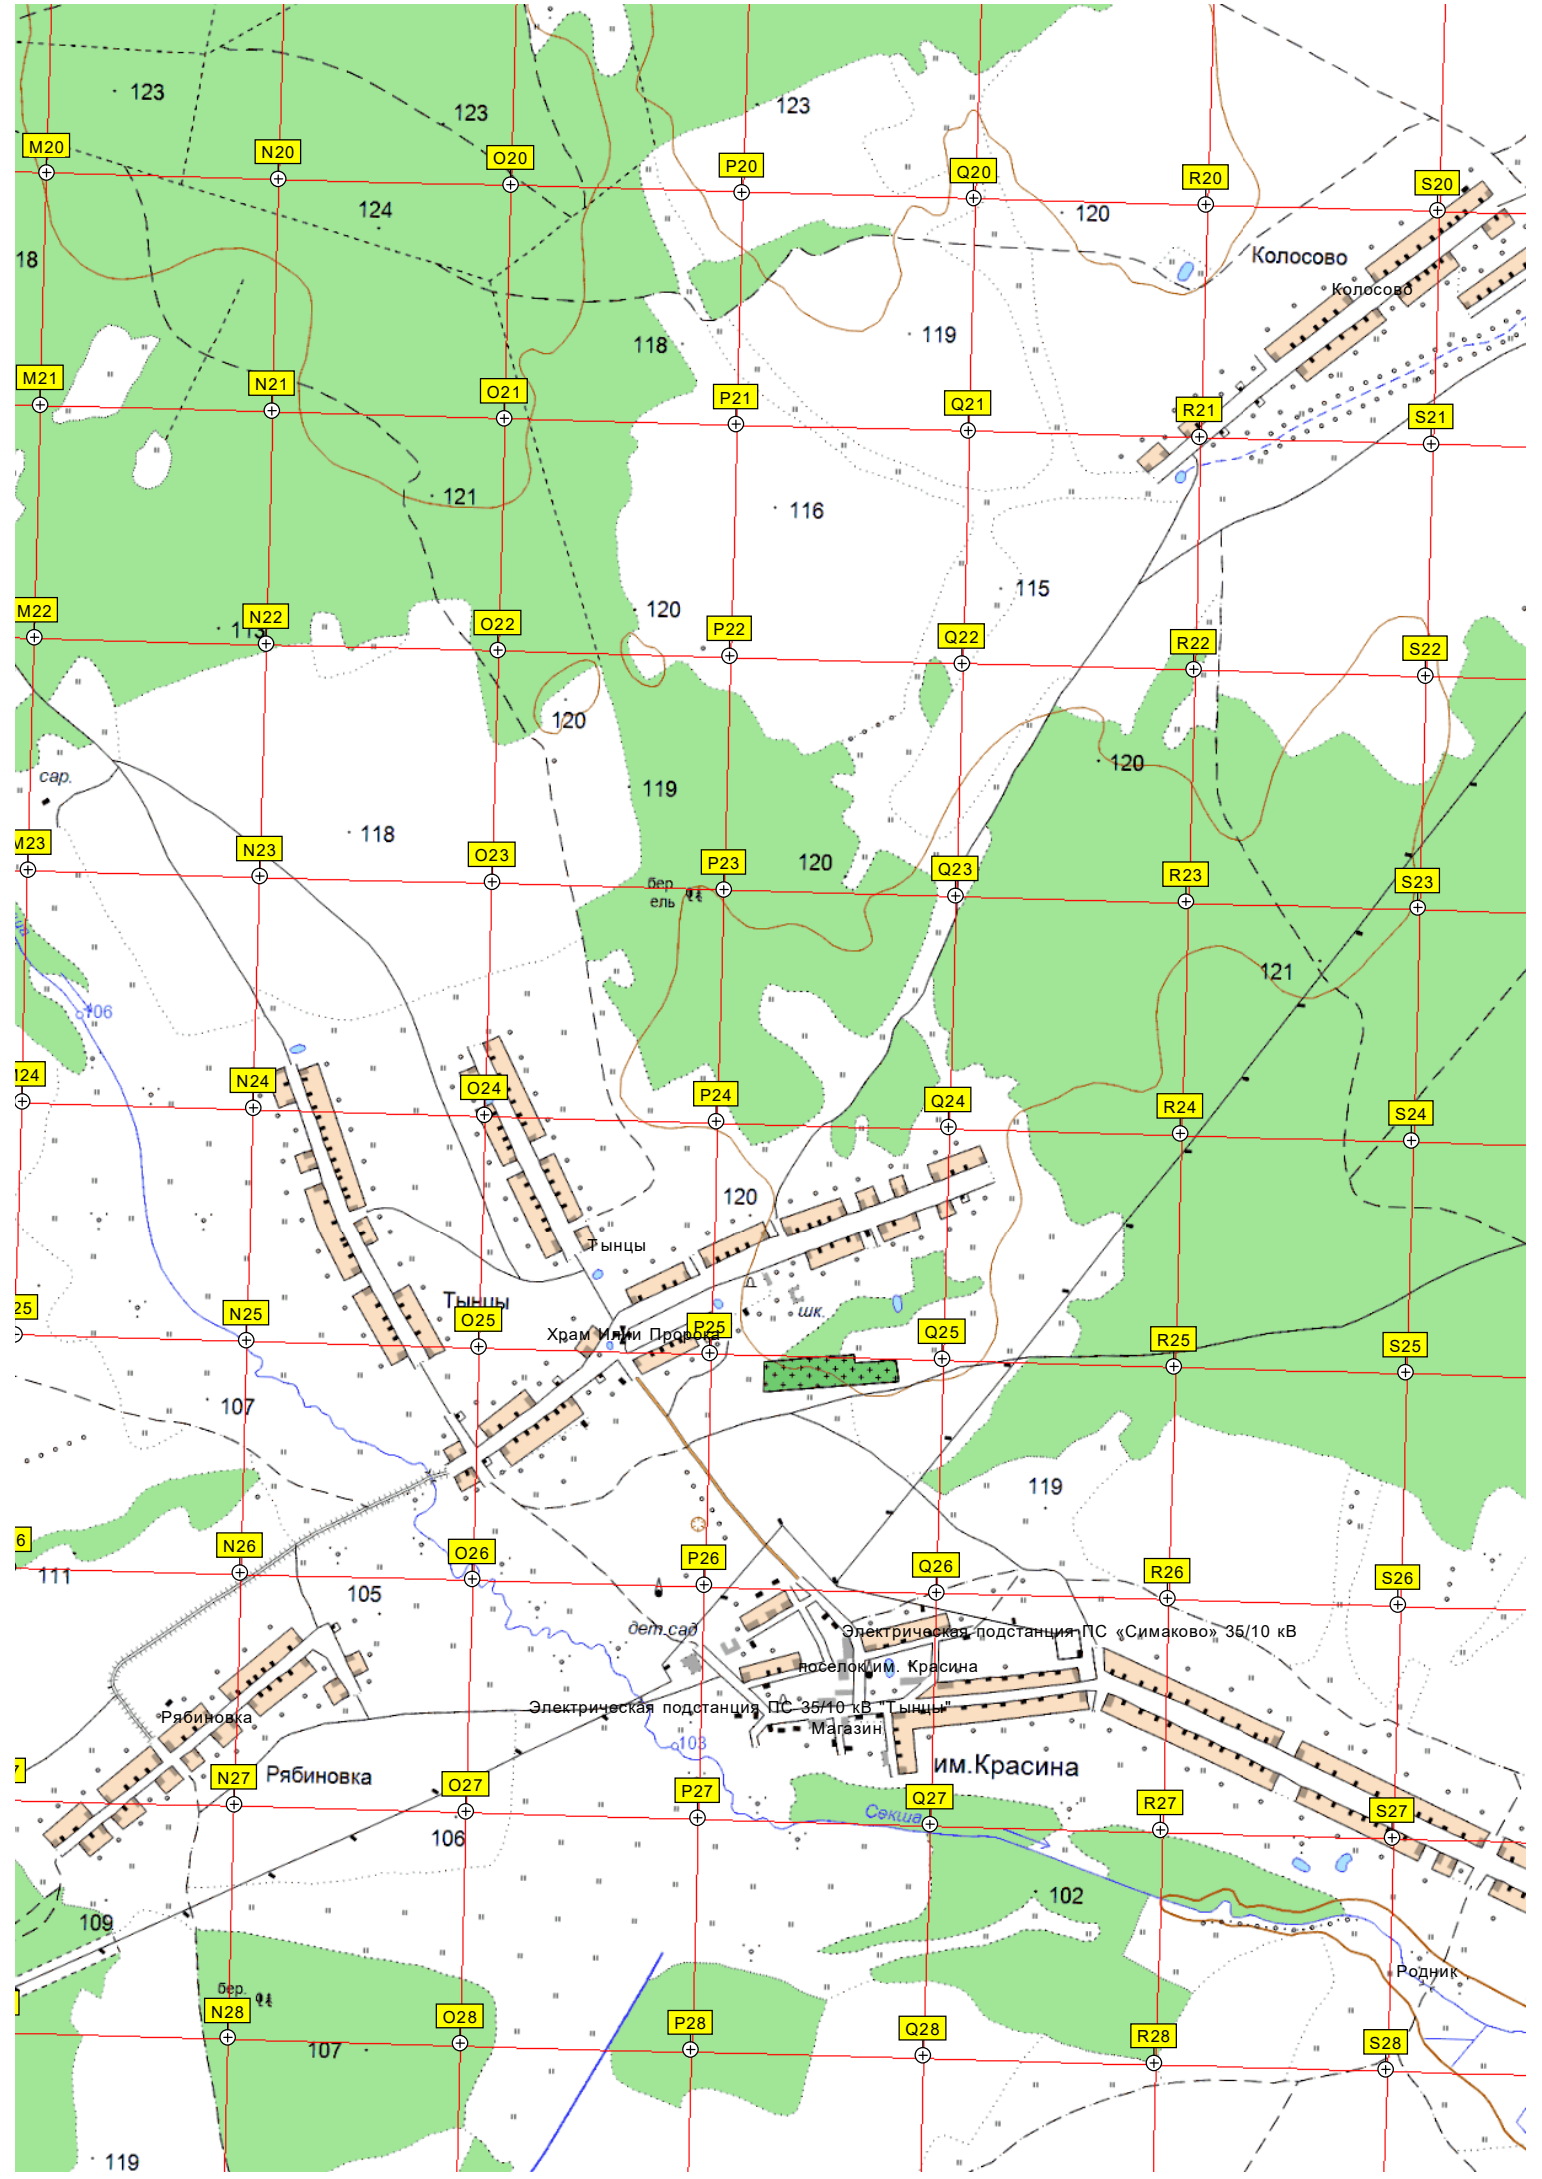 123
123
123
M20
N20
O20
P20
Q20
R20
S20
124
120
18
Колосово
Колосово
118
119
M21
N21
O21
P21
Q21
R21
S21
121
116
115
M22
113
N22
O22
120
P22
Q22
R22
S22
120
120
сар.
119
118
120
M23
N23
O23
P23
Q23
R23
S23
бер
ель
121
106
24
N24
O24
P24
Q24
R24
S24
120
Тынцы
Тынцы
шк.
25
N25
O25
Храм Илии Пророка
P25
Q25
R25
S25
107
119
6
N26
O26
P26
Q26
R26
S26
111
105
дет.сад
Электрическая подстанция ПС «Симаково» 35/10 кВ
поселок им. Красина
Электрическая подстанция ПС 35/10 кВ "Тынцы"
Рябиновка
Магазин
103
им.Красина
7
N27
Рябиновка
O27
P27
Q27
R27
S27
Секша
106
102
109
Родник
бер.
N28
O28
P28
Q28
R28
S28
107
119